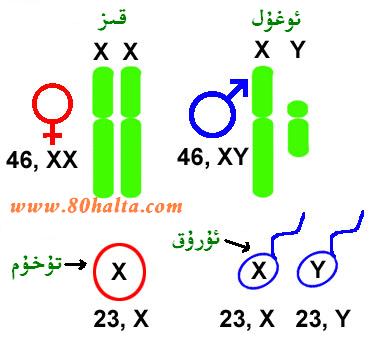 قىز
ئوغۇل
X X
X Y
46, XX
46, XY
www.80halta.com
ئۇرۇق
تۇخۇم
X
X
Y
23, X
23, X
23, Y